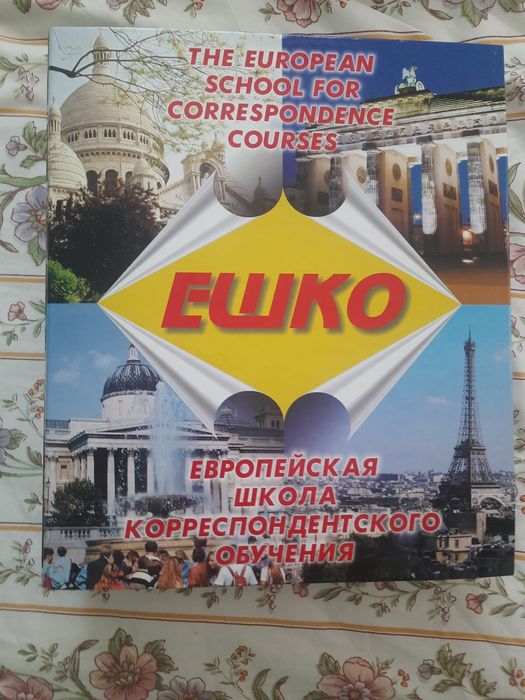 THE EUROPEAN
SCHOOL FOR
CORRESPONDENCE
COURSES
ЕШКО
ЕВРОПЕЙСКАЯ
ШКОЛА
КОРРЕСПОНДЕНТСКОГО
ОБУЧЕНИЯ